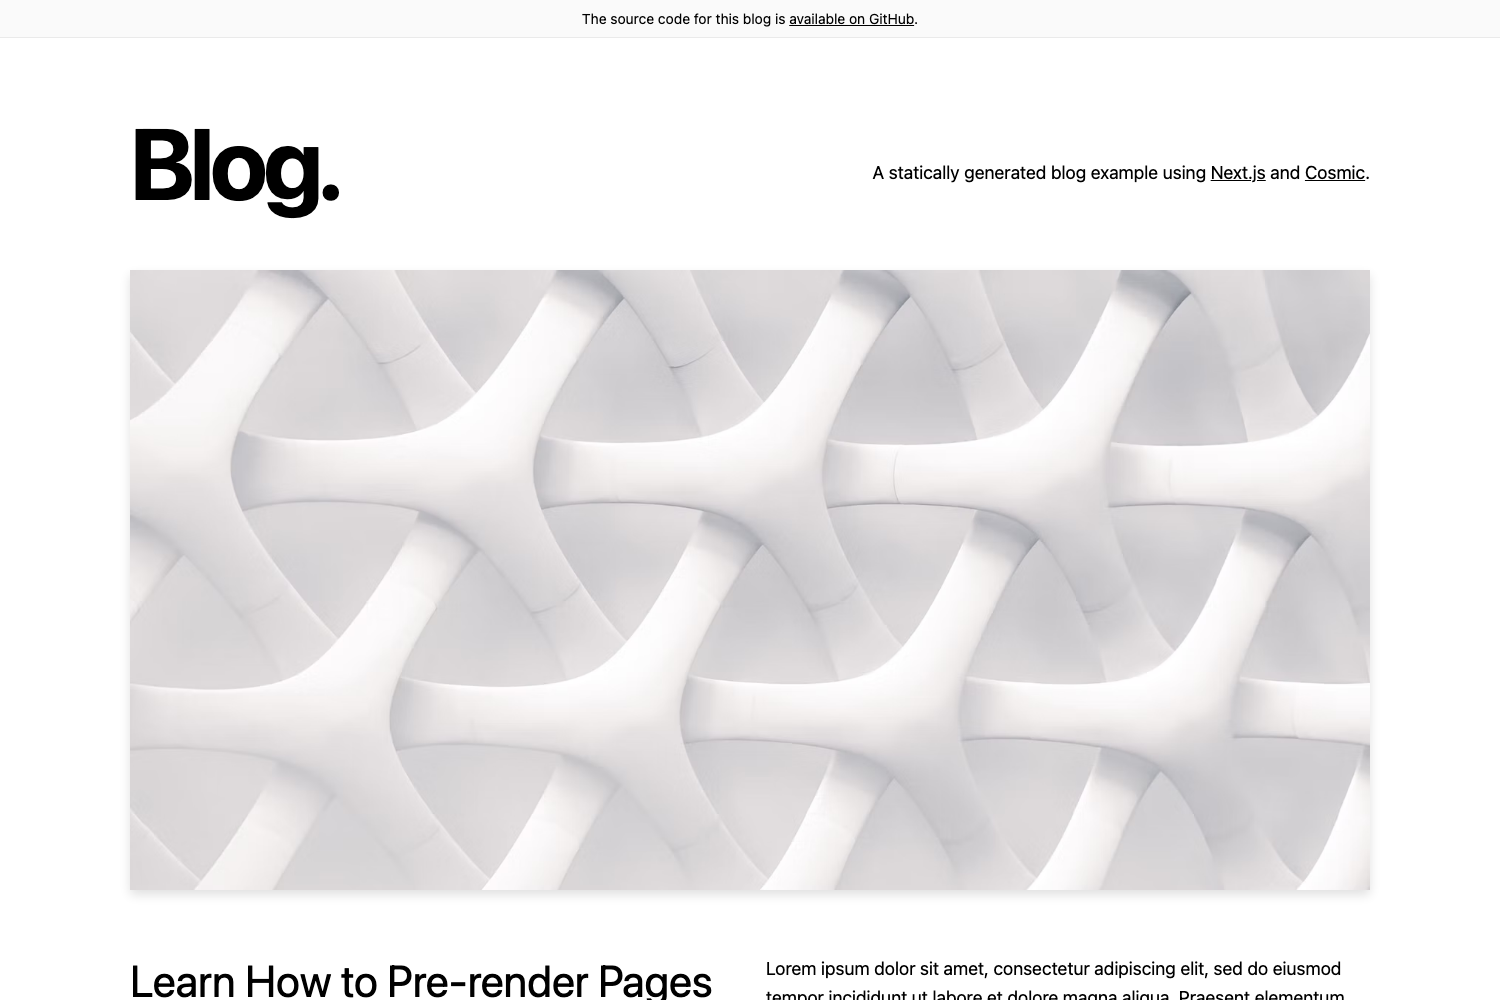 The source code for this blog is available on GitHub.
Blog.
A statically generated blog example using Next.js and Cosmic.
Learn How to Pre-render Pages
Lorem ipsum dolor sit amet, consectetur adipiscing elit, sed do eiusmod
tempor incididunt ut labore et dolore magna aliqua. Praesent elementum